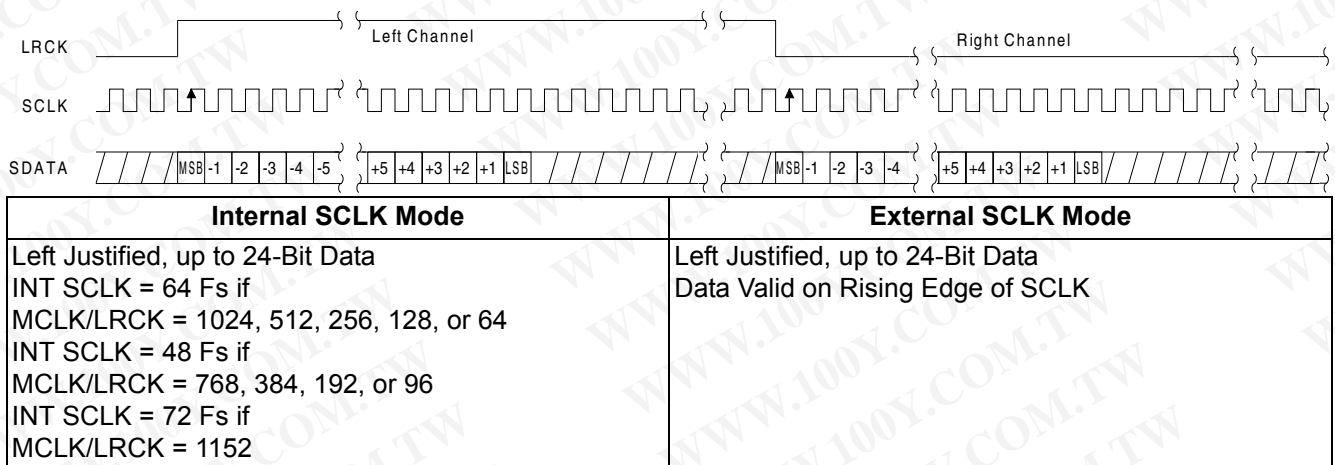 LRCK Left Channel Right Channel
SCLK
SDATA MSB -1 -2 -3 -4 -5 +5 +4 +3 +2 +1 LSB MSB -1 -2 -3 -4 +5 +4 +3 +2 +1 LSB
Internal SCLK Mode External SCLK Mode
Left Justified, up to 24-Bit Data
INT SCLK = 64 Fs if
MCLK/LRCK = 1024, 512, 256, 128, or 64
INT SCLK = 48 Fs if
MCLK/LRCK = 768, 384, 192, or 96
INT SCLK = 72 Fs if
MCLK/LRCK = 1152
Left Justified, up to 24-Bit Data
Data Valid on Rising Edge of SCLK
WWW.100Y.COM.TW